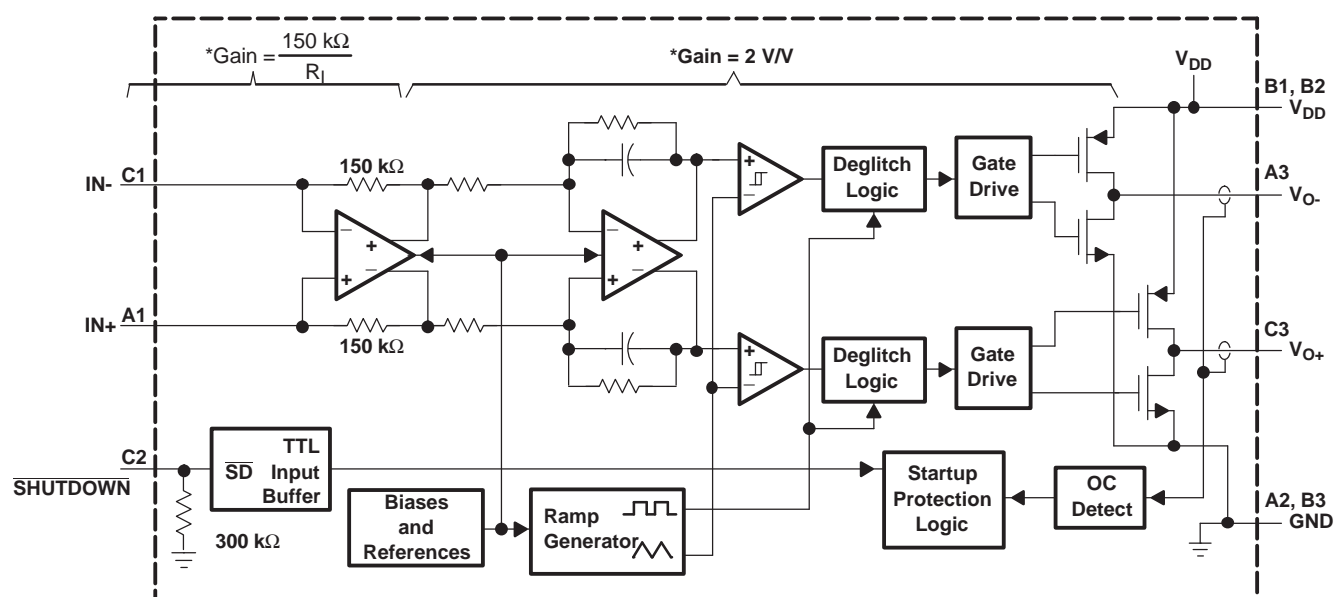 *Gain = 150 kΩ / R_I
*Gain = 2 V/V
V_DD
B1, B2
V_DD
IN- C1
150 kΩ
+
Deglitch Logic
Gate Drive
A3
V_O-
−
−
+
−
+
−
+
−
+
IN+ A1
150 kΩ
+
Deglitch Logic
Gate Drive
C3
V_O+
−
C2
S̅H̅U̅T̅D̅O̅W̅N̅
S̅D̅
TTL
Input
Buffer
300 kΩ
Biases
and
References
Ramp
Generator
Startup
Protection
Logic
OC
Detect
A2, B3
GND